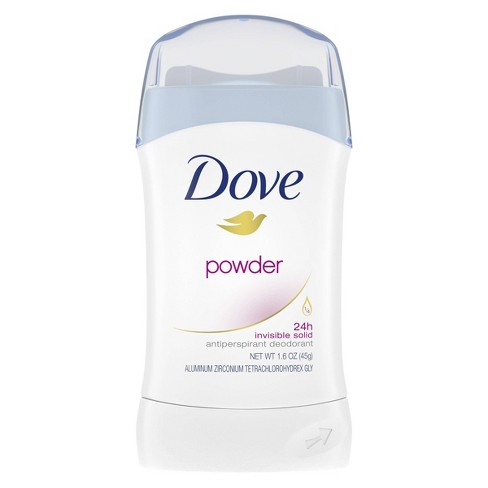 Dove
powder
24h
invisible solid
antiperspirant deodorant
NET WT 1.6 OZ (45g)
ALUMINUM ZIRCONIUM TETRACHLOROHYDREX GLY